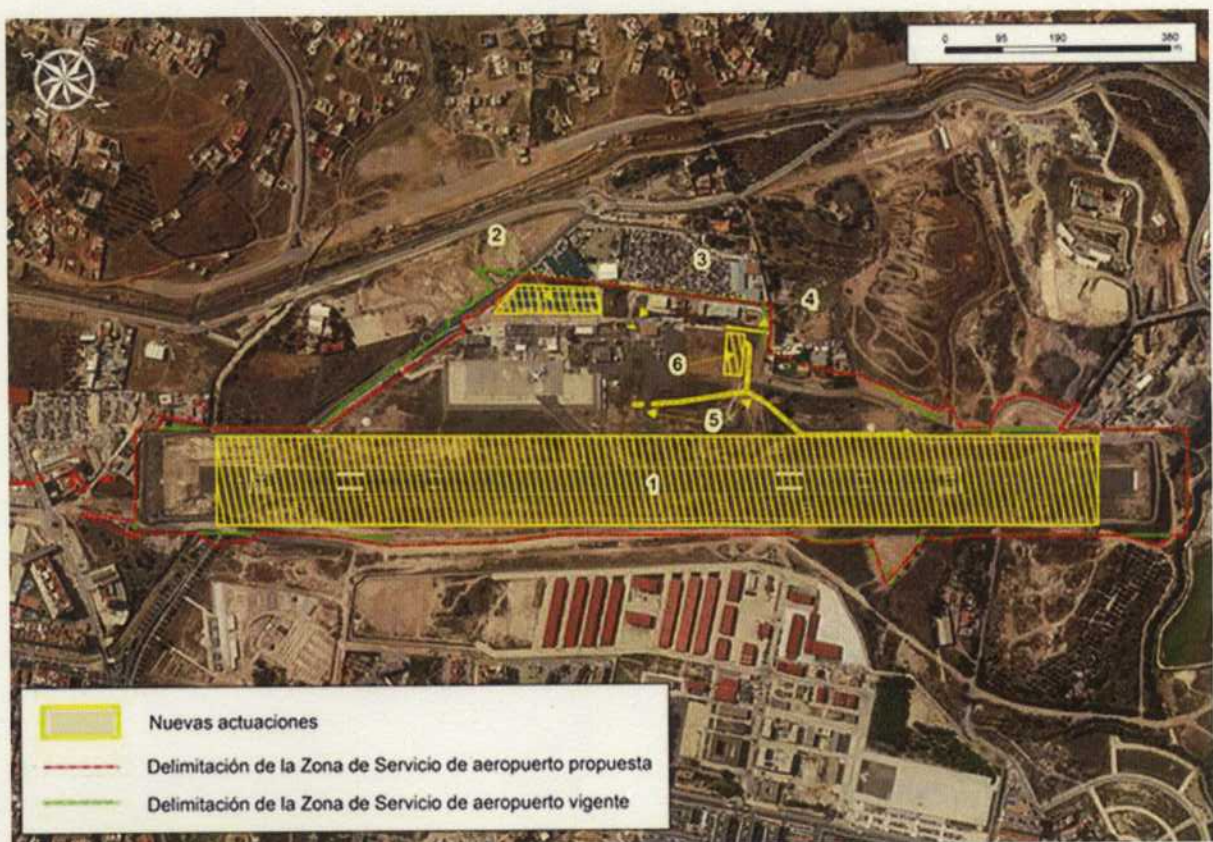 0 95 190 380
m
S
N
2
3
4
6
5
1
Nuevas actuaciones
Delimitación de la Zona de Servicio de aeropuerto propuesta
Delimitación de la Zona de Servicio de aeropuerto vigente